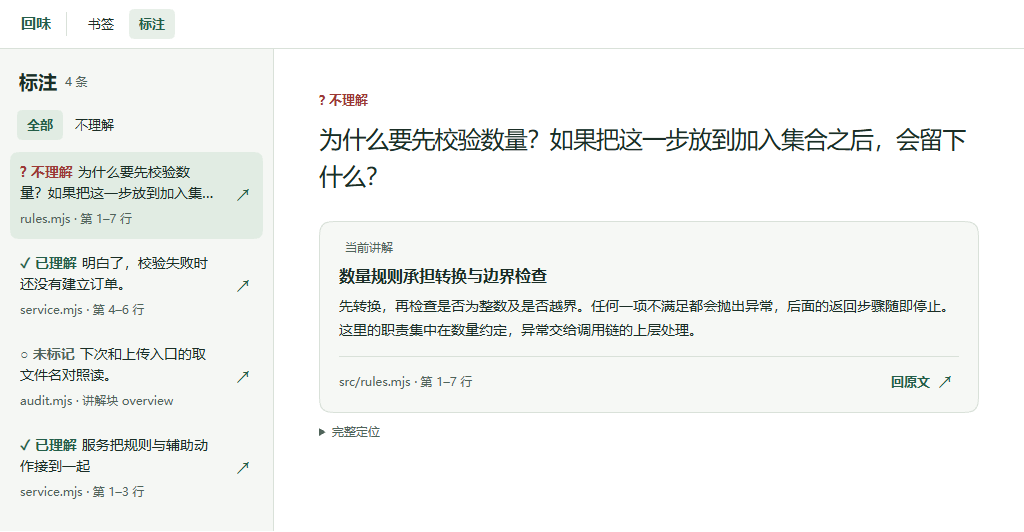 回味 书签 标注
标注 4 条
全部 不理解
? 不理解 为什么要先校验数
量？如果把这一步放到加入集... ↗
rules.mjs · 第 1–7 行
✓ 已理解 明白了，校验失败时
还没有建立订单。 ↗
service.mjs · 第 4–6 行
○ 未标记 下次和上传入口的取
文件名对照读。 ↗
audit.mjs · 讲解块 overview
✓ 已理解 服务把规则与辅助动
作接到一起 ↗
service.mjs · 第 1–3 行
? 不理解
为什么要先校验数量？如果把这一步放到加入集合之后，会留下
什么？
当前讲解
数量规则承担转换与边界检查
先转换，再检查是否为整数及是否越界。任何一项不满足都会抛出异常，后面的返回步骤随即停止。
这里的职责集中在数量约定，异常交给调用链的上层处理。
src/rules.mjs · 第 1–7 行 回原文 ↗
▶ 完整定位